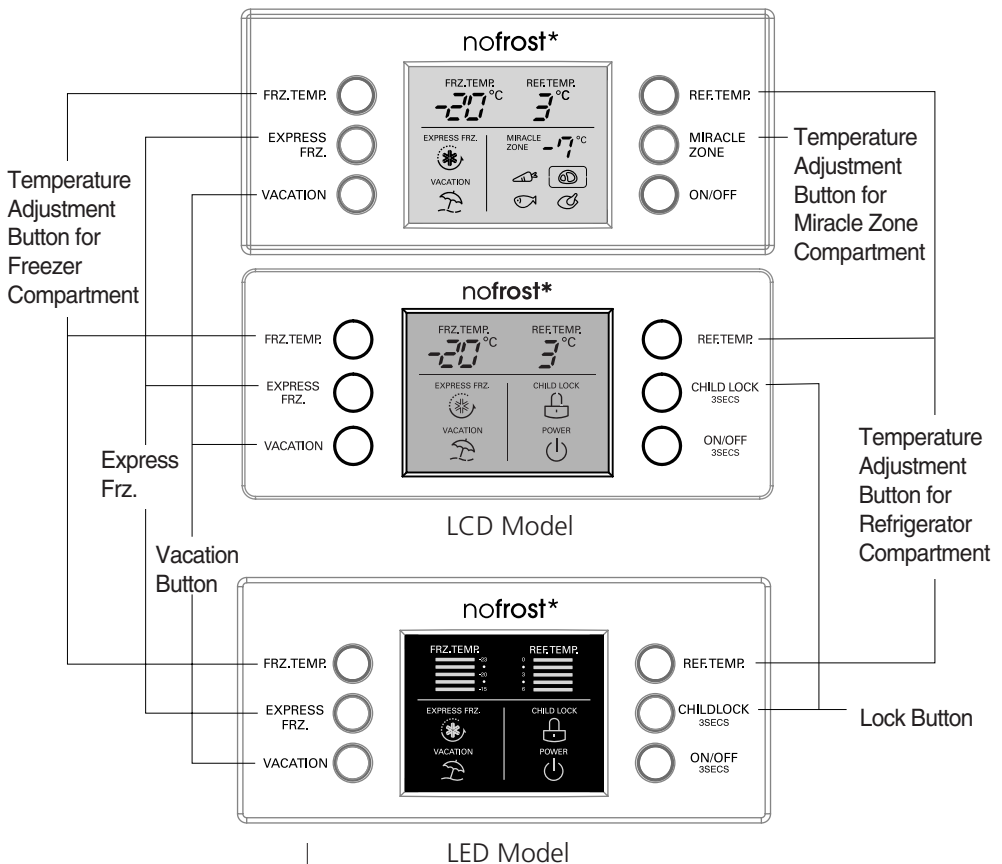 nofrost*
FRZ.TEMP.
EXPRESS
FRZ.
VACATION
FRZ.TEMP. REF.TEMP.
-20 °C 3 °C
EXPRESS FRZ.
MIRACLE
ZONE
-7 °C
VACATION
REF.TEMP.
MIRACLE
ZONE
ON/OFF
Temperature
Adjustment
Button for
Freezer
Compartment
Temperature
Adjustment
Button for
Miracle Zone
Compartment
nofrost*
FRZ.TEMP.
EXPRESS
FRZ.
VACATION
FRZ.TEMP. REF.TEMP.
-20 °C 3 °C
EXPRESS FRZ. CHILD LOCK
VACATION POWER
REF.TEMP.
CHILD LOCK
3SECS
ON/OFF
3SECS
LCD Model
Express
Frz.
Vacation
Button
Temperature
Adjustment
Button for
Refrigerator
Compartment
nofrost*
FRZ.TEMP.
EXPRESS
FRZ.
VACATION
FRZ.TEMP. REF.TEMP.
-23 0
-20 3
-15 6
EXPRESS FRZ. CHILD LOCK
VACATION POWER
REF.TEMP.
CHILDLOCK
3SECS
ON/OFF
3SECS
Lock Button
LED Model